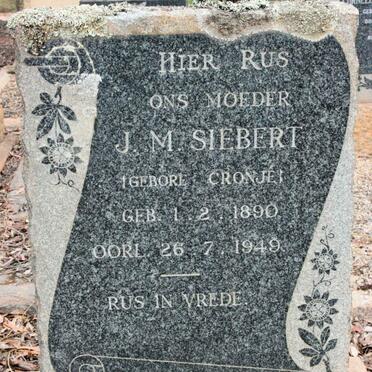 HIER RUS
ONS MOEDER
J. M. SIEBERT
(GEBORE CRONJE)
GEB. 1. 2. 1890
OORL. 26. 7. 1949.
RUS IN VREDE.